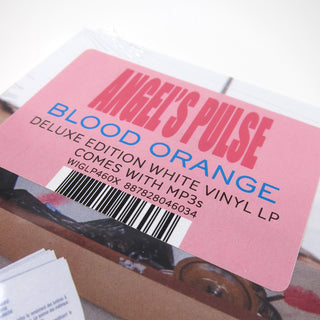 ANGEL'S PULSE
BLOOD ORANGE
DELUXE EDITION WHITE VINYL LP
COMES WITH MP3s
WIGLP460X 887828046034